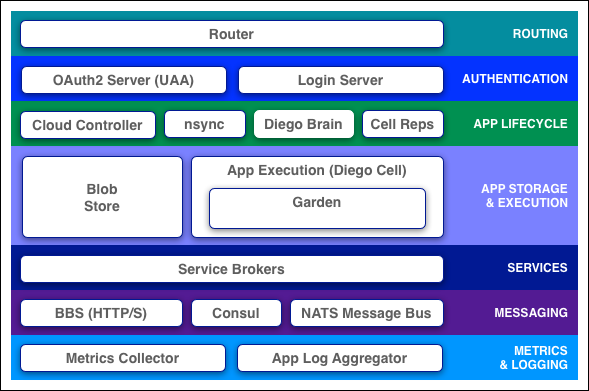 Router
ROUTING
OAuth2 Server (UAA)
Login Server
AUTHENTICATION
Cloud Controller
nsync
Diego Brain
Cell Reps
APP LIFECYCLE
Blob
Store
App Execution (Diego Cell)
Garden
APP STORAGE
& EXECUTION
Service Brokers
SERVICES
BBS (HTTP/S)
Consul
NATS Message Bus
MESSAGING
Metrics Collector
App Log Aggregator
METRICS
& LOGGING